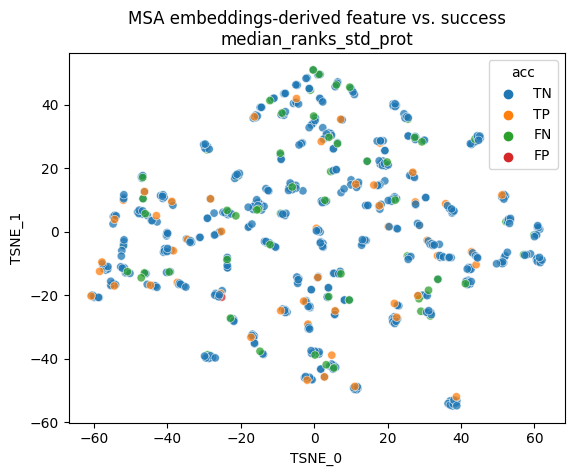 MSA embeddings-derived feature vs. success
median_ranks_std_prot
acc
TN
TP
FN
FP
TSNE_1
40
20
0
−20
−40
−60
−60
−40
−20
0
20
40
60
TSNE_0